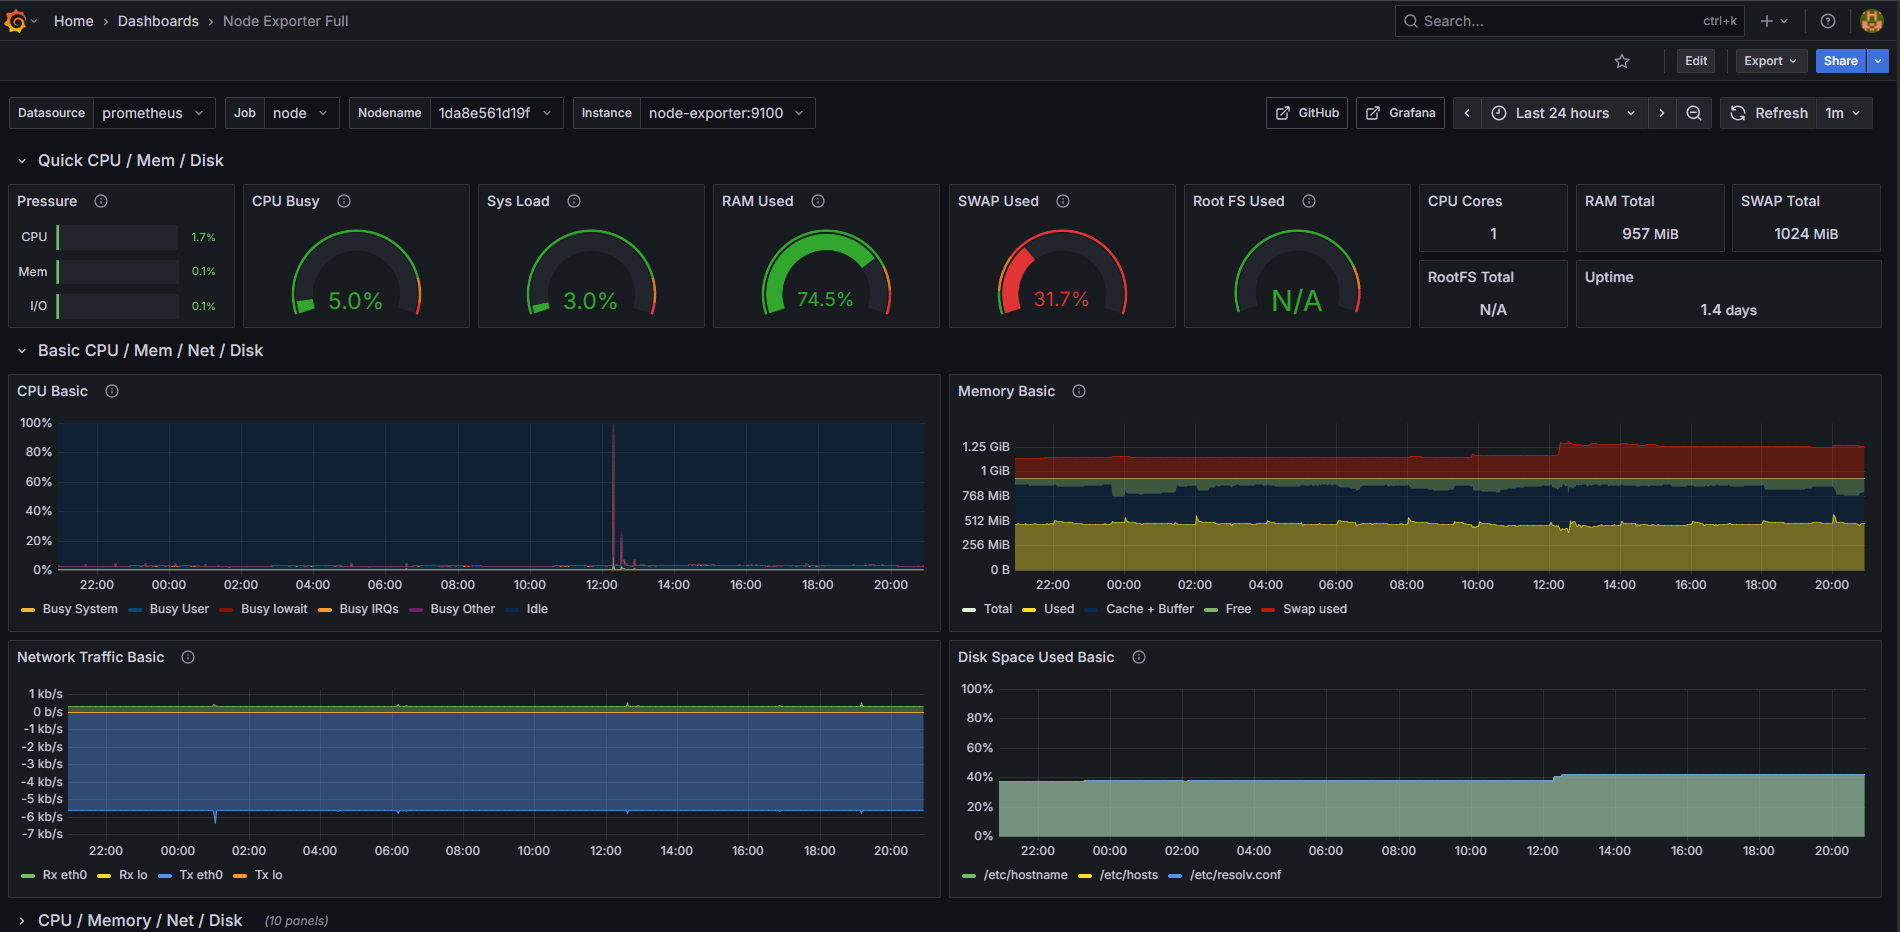 Home › Dashboards › Node Exporter Full
Search... ctrl+k
Edit Export Share
Datasource prometheus Job node Nodename 1da8e561d19f Instance node-exporter:9100 GitHub Grafana Last 24 hours Refresh 1m
Quick CPU / Mem / Disk
Pressure
CPU 1.7%
Mem 0.1%
I/O 0.1%
CPU Busy
5.0%
Sys Load
3.0%
RAM Used
74.5%
SWAP Used
31.7%
Root FS Used
N/A
CPU Cores
1
RAM Total
957 MiB
SWAP Total
1024 MiB
RootFS Total
N/A
Uptime
1.4 days
Basic CPU / Mem / Net / Disk
CPU Basic
100%
80%
60%
40%
20%
0%
22:00 00:00 02:00 04:00 06:00 08:00 10:00 12:00 14:00 16:00 18:00 20:00
Busy System Busy User Busy Iowait Busy IRQs Busy Other Idle
Memory Basic
1.25 GiB
1 GiB
768 MiB
512 MiB
256 MiB
0 B
22:00 00:00 02:00 04:00 06:00 08:00 10:00 12:00 14:00 16:00 18:00 20:00
Total Used Cache + Buffer Free Swap used
Network Traffic Basic
1 kb/s
0 b/s
-1 kb/s
-2 kb/s
-3 kb/s
-4 kb/s
-5 kb/s
-6 kb/s
-7 kb/s
22:00 00:00 02:00 04:00 06:00 08:00 10:00 12:00 14:00 16:00 18:00 20:00
Rx eth0 Rx lo Tx eth0 Tx lo
Disk Space Used Basic
100%
80%
60%
40%
20%
0%
22:00 00:00 02:00 04:00 06:00 08:00 10:00 12:00 14:00 16:00 18:00 20:00
/etc/hostname /etc/hosts /etc/resolv.conf
CPU / Memory / Net / Disk (10 panels)